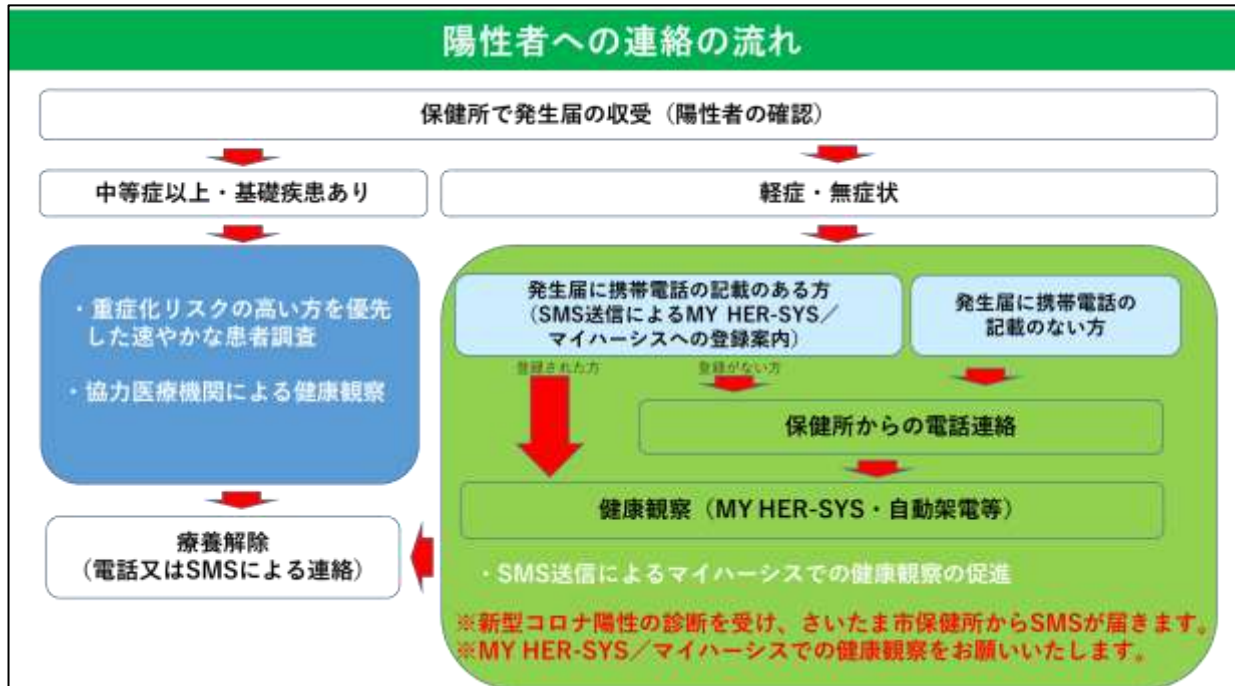 陽性者への連絡の流れ
保健所で発生届の収受（陽性者の確認）
中等症以上・基礎疾患あり
軽症・無症状
・重症化リスクの高い方を優先
した速やかな患者調査
・協力医療機関による健康観察
発生届に携帯電話の記載のある方
（SMS送信によるMY HER-SYS／
マイハーシスへの登録案内）
発生届に携帯電話の
記載のない方
登録された方
登録がない方
保健所からの電話連絡
健康観察（MY HER-SYS・自動架電等）
療養解除
（電話又はSMSによる連絡）
・SMS送信によるマイハーシスでの健康観察の促進
※新型コロナ陽性の診断を受け、さいたま市保健所からSMSが届きます。
※MY HER-SYS／マイハーシスでの健康観察をお願いいたします。